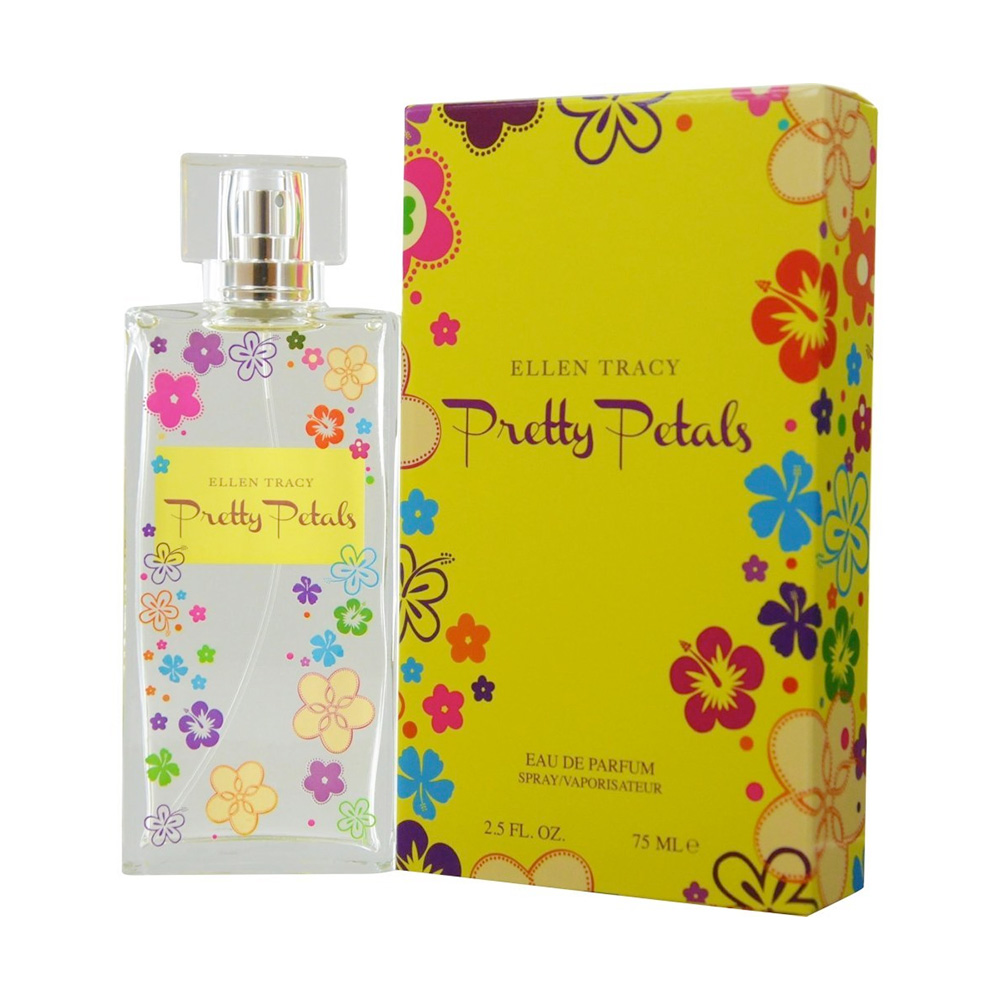 ELLEN TRACY
Pretty Petals
ELLEN TRACY
Pretty Petals
EAU DE PARFUM
SPRAY/VAPORISATEUR
2.5 FL. OZ. 75 ML e